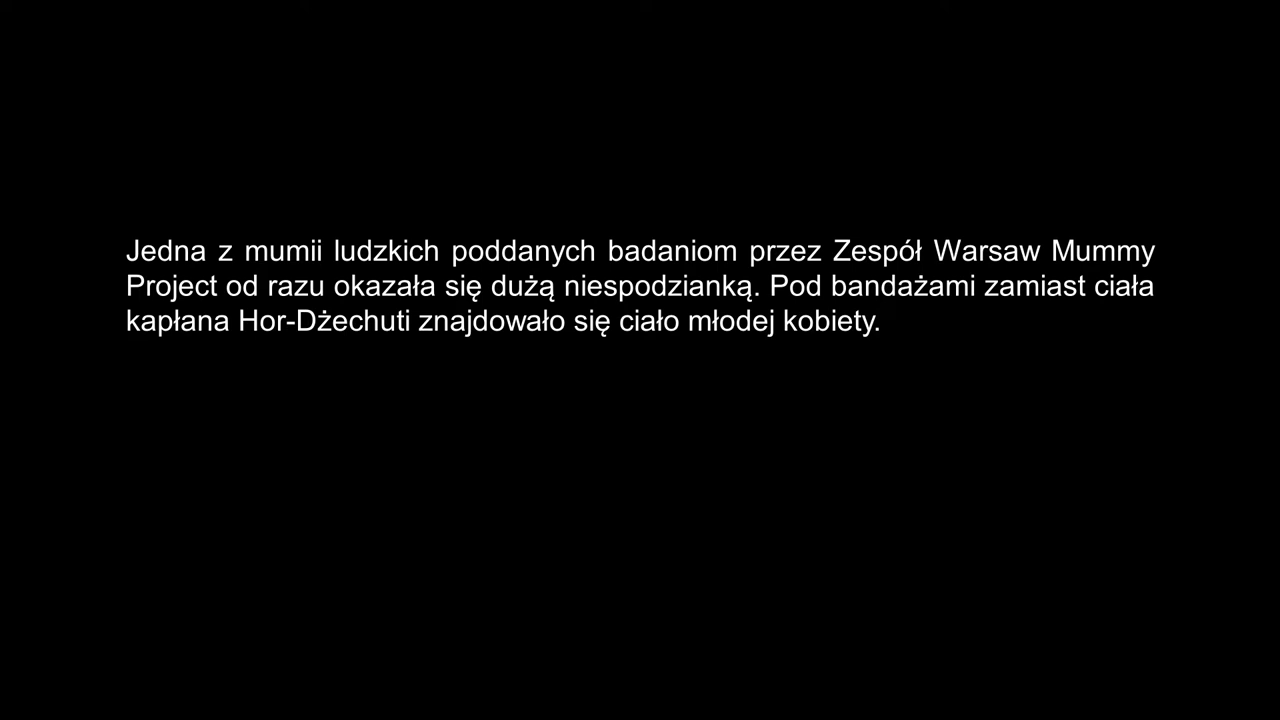 Jedna z mumii ludzkich poddanych badaniom przez Zespół Warsaw Mummy
Project od razu okazała się dużą niespodzianką. Pod bandażami zamiast ciała
kapłana Hor-Dżechuti znajdowało się ciało młodej kobiety.